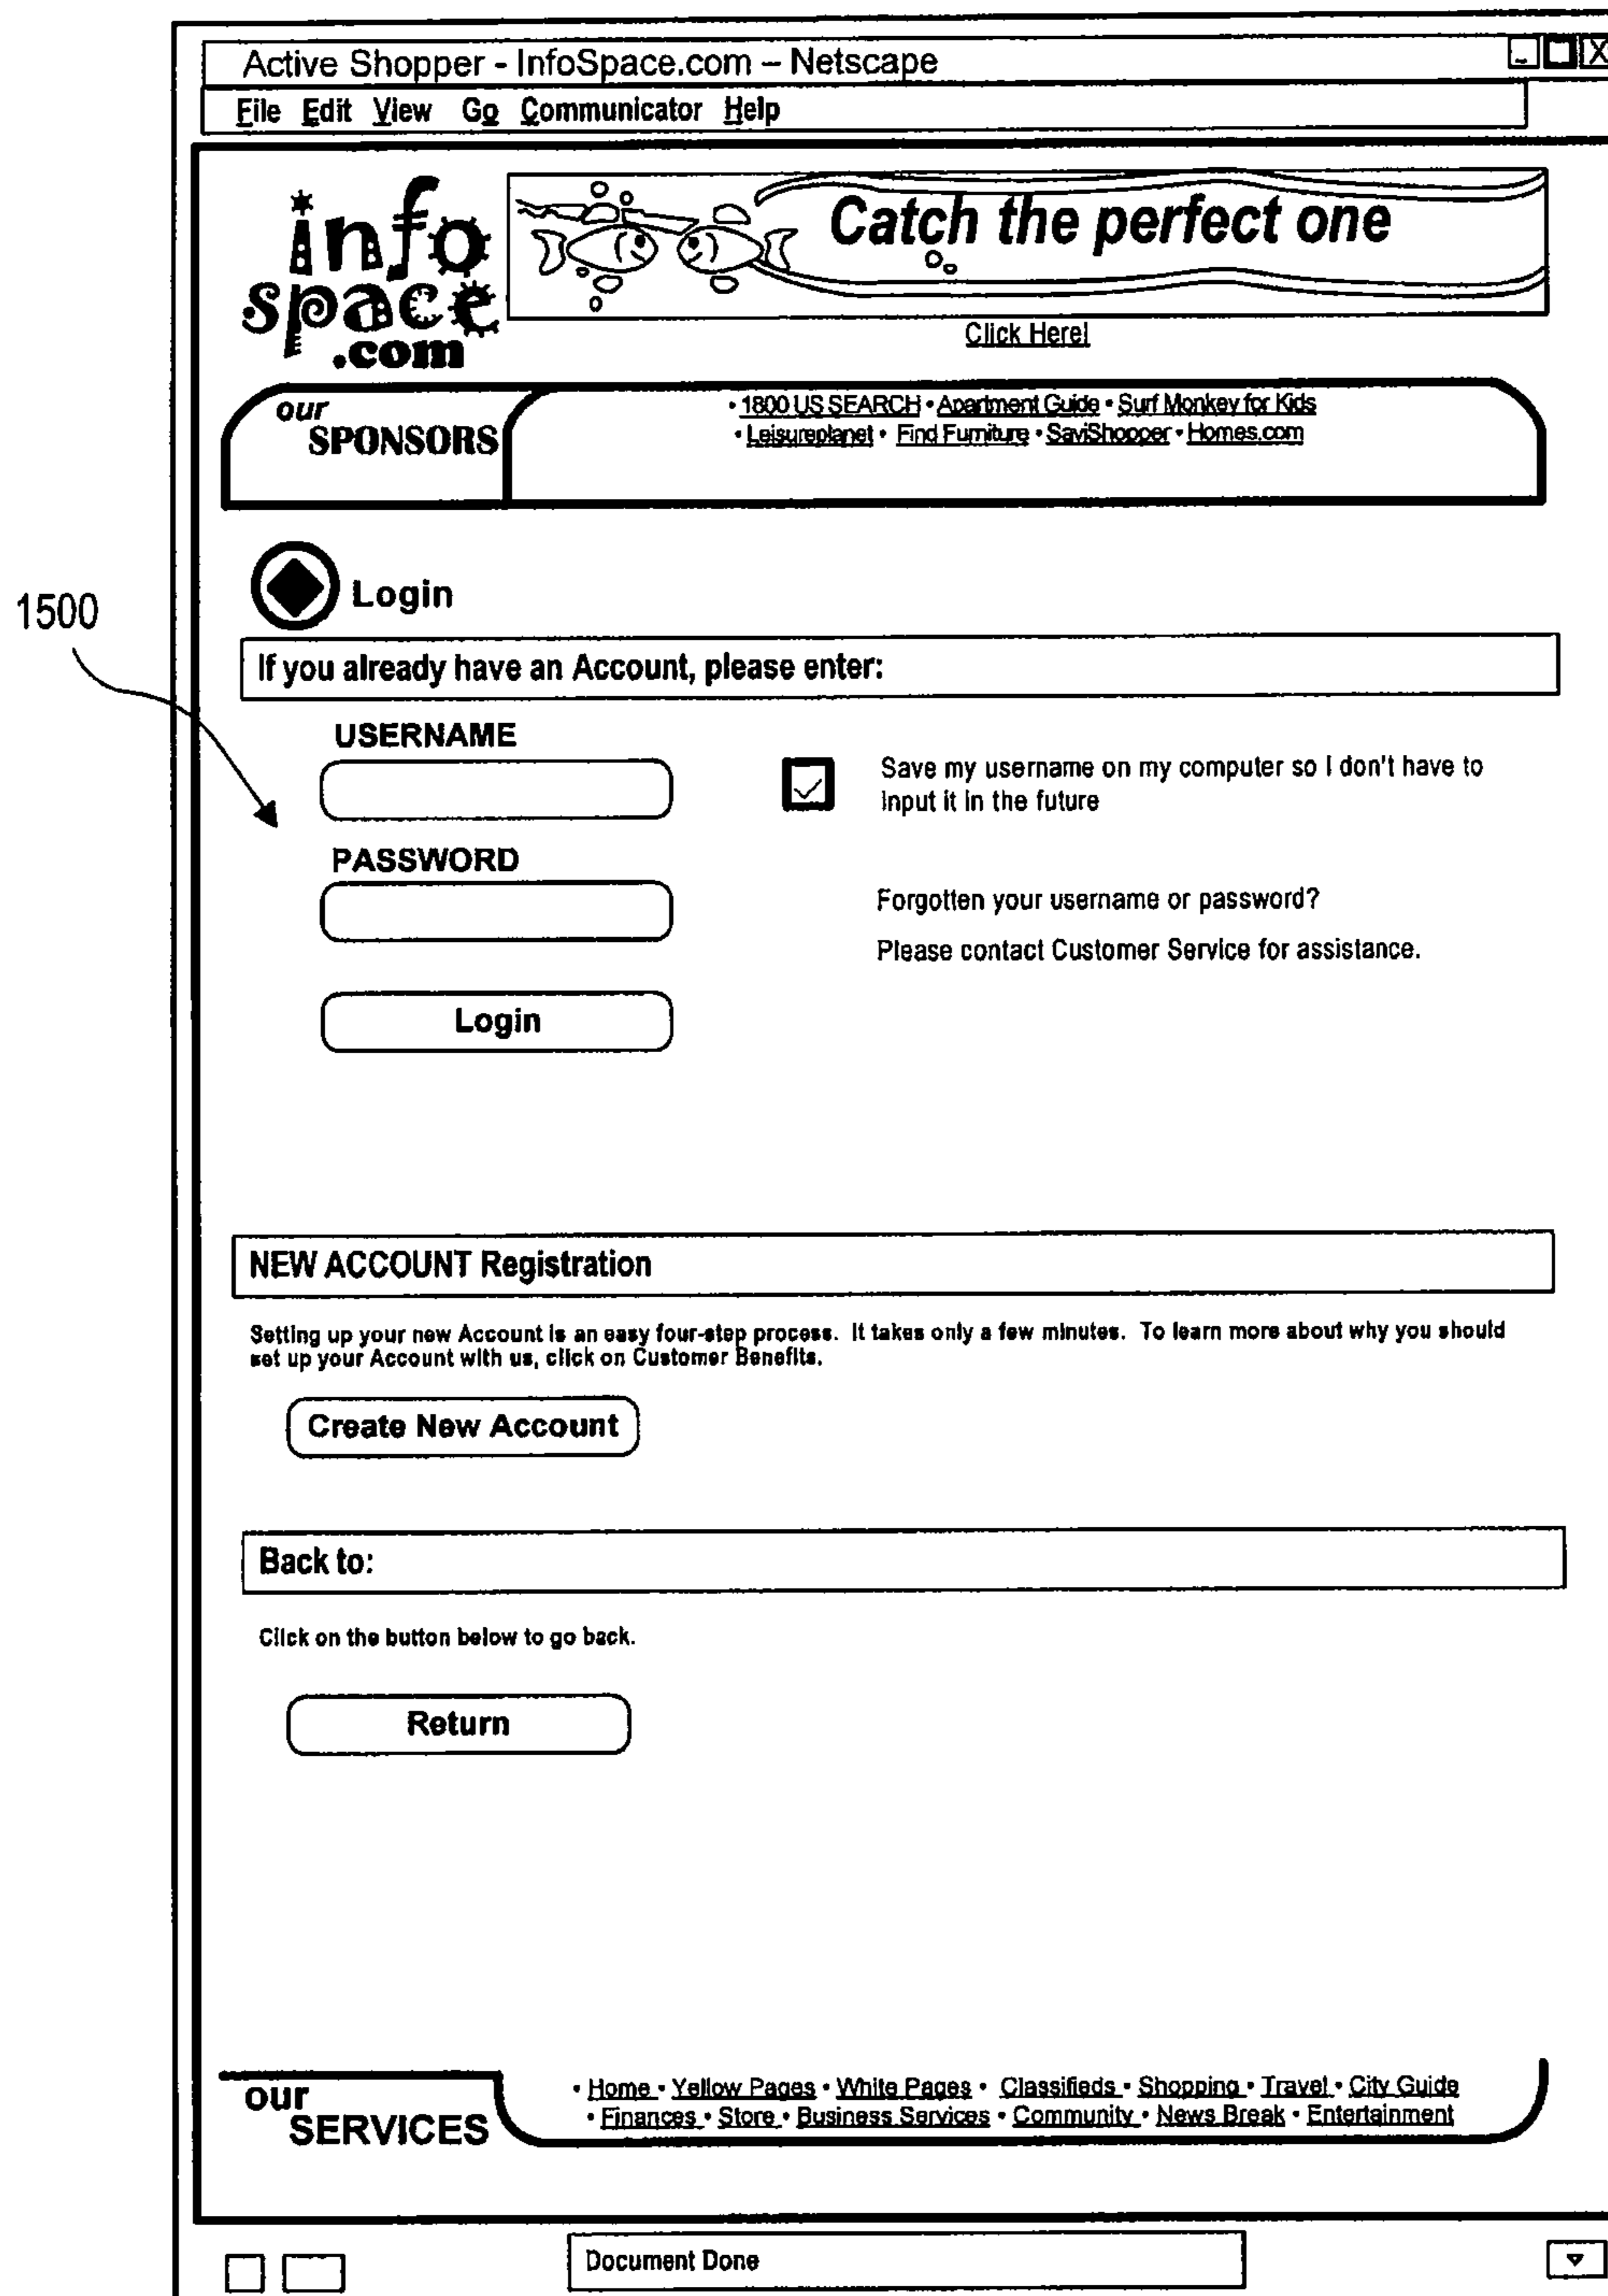 Active Shopper - InfoSpace.com – Netscape
File Edit View Go Communicator Help
info
space
.com
Catch the perfect one
Click Here!
our
SPONSORS
• 1800 US SEARCH • Apartment Guide • Surf Monkey for Kids
• Leisureplanet • Find Furniture • SaviShopper • Homes.com
1500
Login
If you already have an Account, please enter:
USERNAME
Save my username on my computer so I don't have to
input it in the future
PASSWORD
Forgotten your username or password?
Please contact Customer Service for assistance.
Login
NEW ACCOUNT Registration
Setting up your new Account is an easy four-step process. It takes only a few minutes. To learn more about why you should
set up your Account with us, click on Customer Benefits.
Create New Account
Back to:
Click on the button below to go back.
Return
our
SERVICES
• Home • Yellow Pages • White Pages • Classifieds • Shopping • Travel • City Guide
• Finances • Store • Business Services • Community • News Break • Entertainment
Document Done